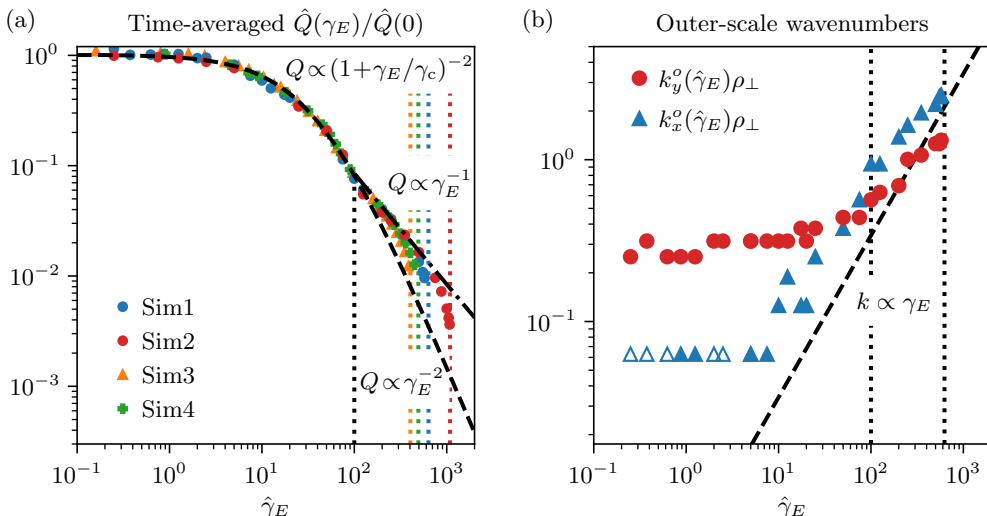 (a) Time-averaged Q̂(γ_E)/Q̂(0)
10^0
10^{-1}
10^{-2}
10^{-3}
Q ∝ (1+γ_E/γ_c)^{-2}
Q ∝ γ_E^{-1}
Q ∝ γ_E^{-2}
Sim1
Sim2
Sim3
Sim4
10^{-1} 10^0 10^1 10^2 10^3
γ̂_E
(b) Outer-scale wavenumbers
10^0
10^{-1}
k_y^o(γ̂_E)ρ_⊥
k_x^o(γ̂_E)ρ_⊥
k ∝ γ_E
10^{-1} 10^0 10^1 10^2 10^3
γ̂_E